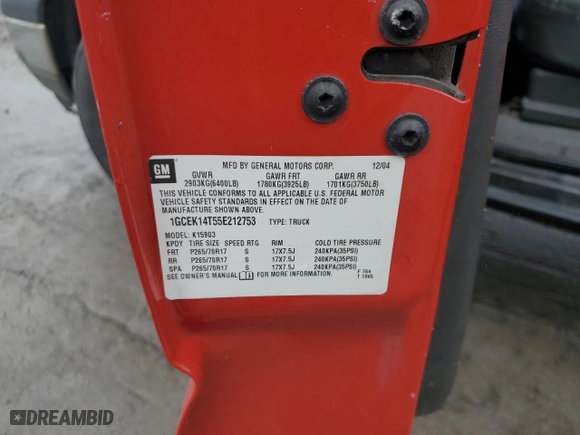 GM
MFD BY GENERAL MOTORS CORP. 12/04
GVWR GAWR FRT GAWR RR
2903KG(6400LB) 1780KG(3925LB) 1701KG(3750LB)
THIS VEHICLE CONFORMS TO ALL APPLICABLE U.S. FEDERAL MOTOR
VEHICLE SAFETY STANDARDS IN EFFECT ON THE DATE OF
MANUFACTURE SHOWN ABOVE.
1GCEK14T55E212753 TYPE: TRUCK
MODEL: K15903
KPDY TIRE SIZE SPEED RTG RIM COLD TIRE PRESSURE
FRT P265/70R17 S 17X7.5J 240KPA(35PSI)
RR P265/70R17 S 17X7.5J 240KPA(35PSI)
SPA P265/70R17 S 17X7.5J 240KPA(35PSI)
SEE OWNER'S MANUAL FOR MORE INFORMATION. F 764
DREAMBID